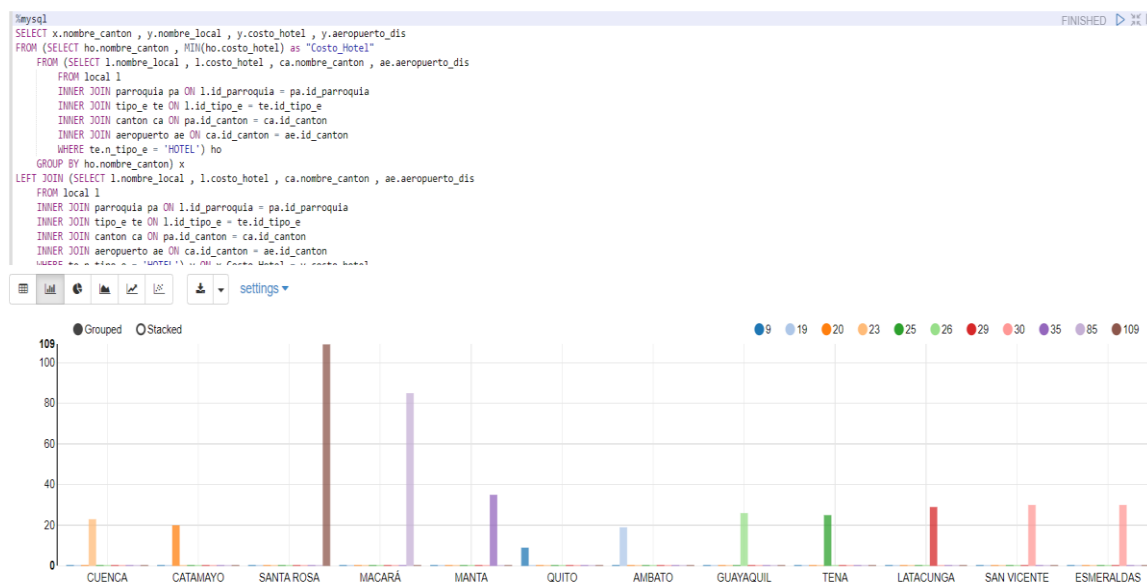 %mysql
FINISHED
SELECT x.nombre_canton , y.nombre_local , y.costo_hotel , y.aeropuerto_dis
FROM (SELECT ho.nombre_canton , MIN(ho.costo_hotel) as "Costo_Hotel"
FROM (SELECT l.nombre_local , l.costo_hotel , ca.nombre_canton , ae.aeropuerto_dis
FROM local l
INNER JOIN parroquia pa ON l.id_parroquia = pa.id_parroquia
INNER JOIN tipo_e te ON l.id_tipo_e = te.id_tipo_e
INNER JOIN canton ca ON pa.id_canton = ca.id_canton
INNER JOIN aeropuerto ae ON ca.id_canton = ae.id_canton
WHERE te.n_tipo_e = 'HOTEL') ho
GROUP BY ho.nombre_canton) x
LEFT JOIN (SELECT l.nombre_local , l.costo_hotel , ca.nombre_canton , ae.aeropuerto_dis
FROM local l
INNER JOIN parroquia pa ON l.id_parroquia = pa.id_parroquia
INNER JOIN tipo_e te ON l.id_tipo_e = te.id_tipo_e
INNER JOIN canton ca ON pa.id_canton = ca.id_canton
INNER JOIN aeropuerto ae ON ca.id_canton = ae.id_canton
WHERE te.n_tipo_e = 'HOTEL') y ON x.Costo_Hotel = y.costo_hotel
settings
Grouped Stacked 9 19 20 23 25 26 29 30 35 85 109
109
100
80
60
40
20
0
CUENCA CATAMAYO SANTA ROSA MACARÁ MANTA QUITO AMBATO GUAYAQUIL TENA LATACUNGA SAN VICENTE ESMERALDAS